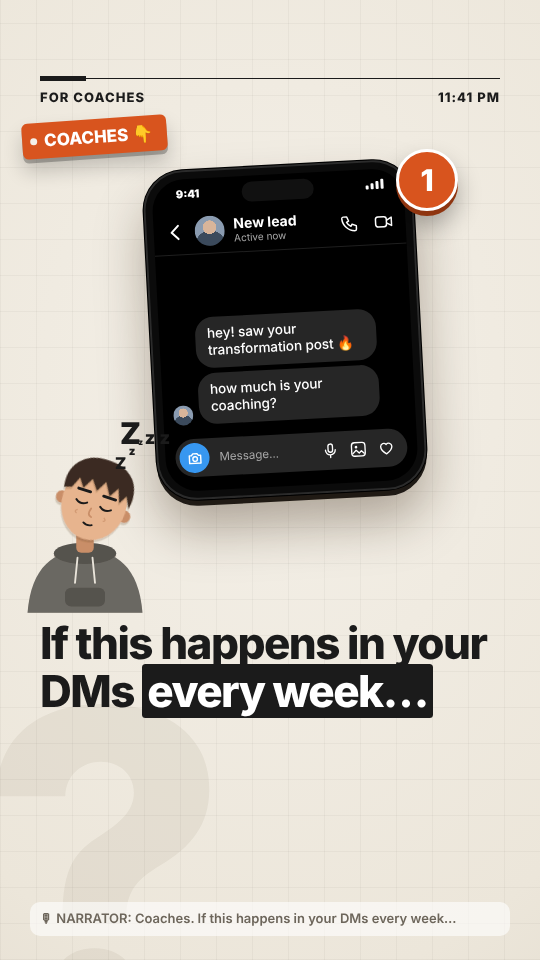 FOR COACHES
11:41 PM
COACHES 👇
1
9:41
New lead
Active now
hey! saw your
transformation post 🔥
how much is your
coaching?
Message...
Z z z z
z z
If this happens in your
DMs every week...
?
🎙 NARRATOR: Coaches. If this happens in your DMs every week...